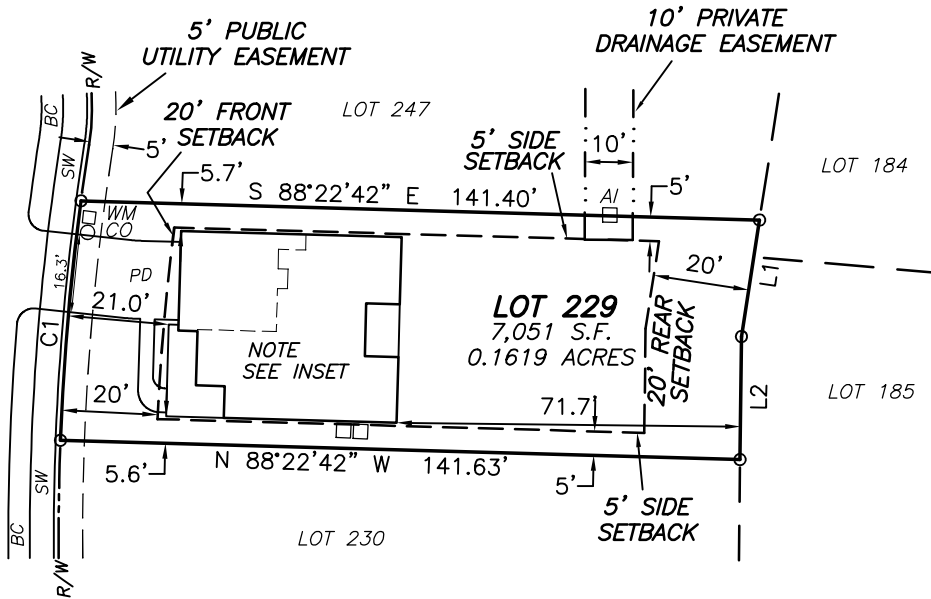 5' PUBLIC
UTILITY EASEMENT
10' PRIVATE
DRAINAGE EASEMENT
R/W
BC
SW
5'
20' FRONT
SETBACK
LOT 247
5' SIDE
SETBACK
10'
LOT 184
5.7'
S 88°22'42" E 141.40'
AI
5'
WM
CO
16.3'
PD
21.0'
20'
L1
LOT 229
7,051 S.F.
0.1619 ACRES
20' REAR
SETBACK
C1
NOTE
SEE INSET
20'
71.7'
L2
LOT 185
5.6'
N 88°22'42" W 141.63'
5'
5' SIDE
SETBACK
SW
BC
R/W
LOT 230